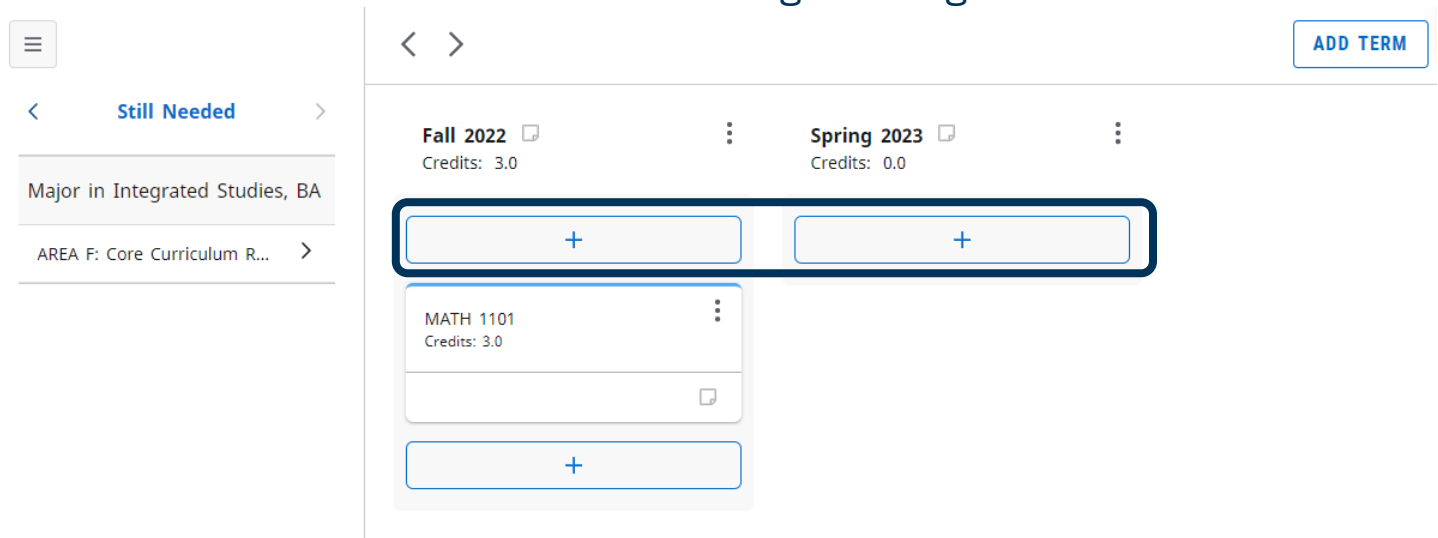 ADD TERM
Still Needed
Major in Integrated Studies, BA
AREA F: Core Curriculum R...
Fall 2022
Credits: 3.0
Spring 2023
Credits: 0.0
+
+
MATH 1101
Credits: 3.0
+